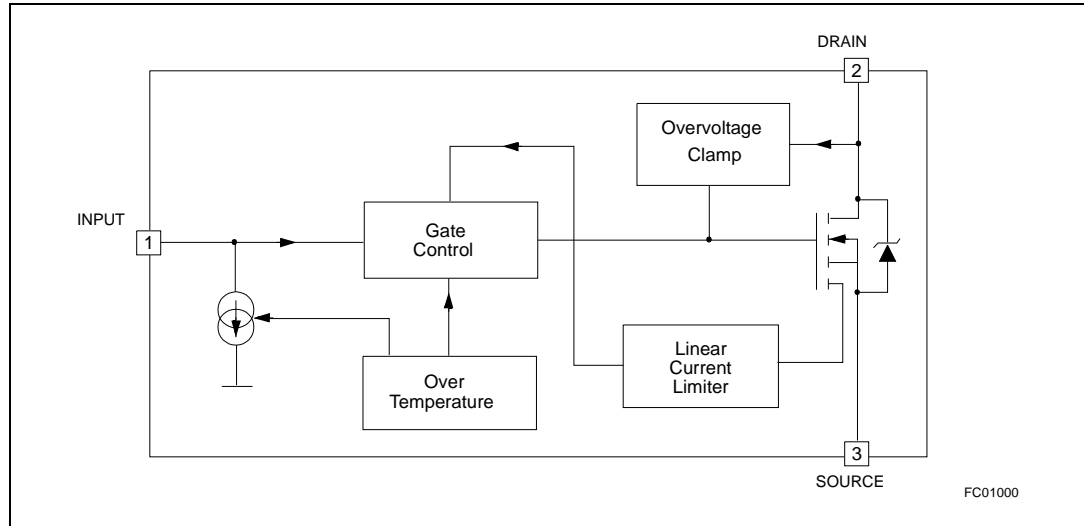 DRAIN
2
Overvoltage
Clamp
INPUT
1
Gate
Control
Linear
Current
Limiter
Over
Temperature
3
SOURCE
FC01000